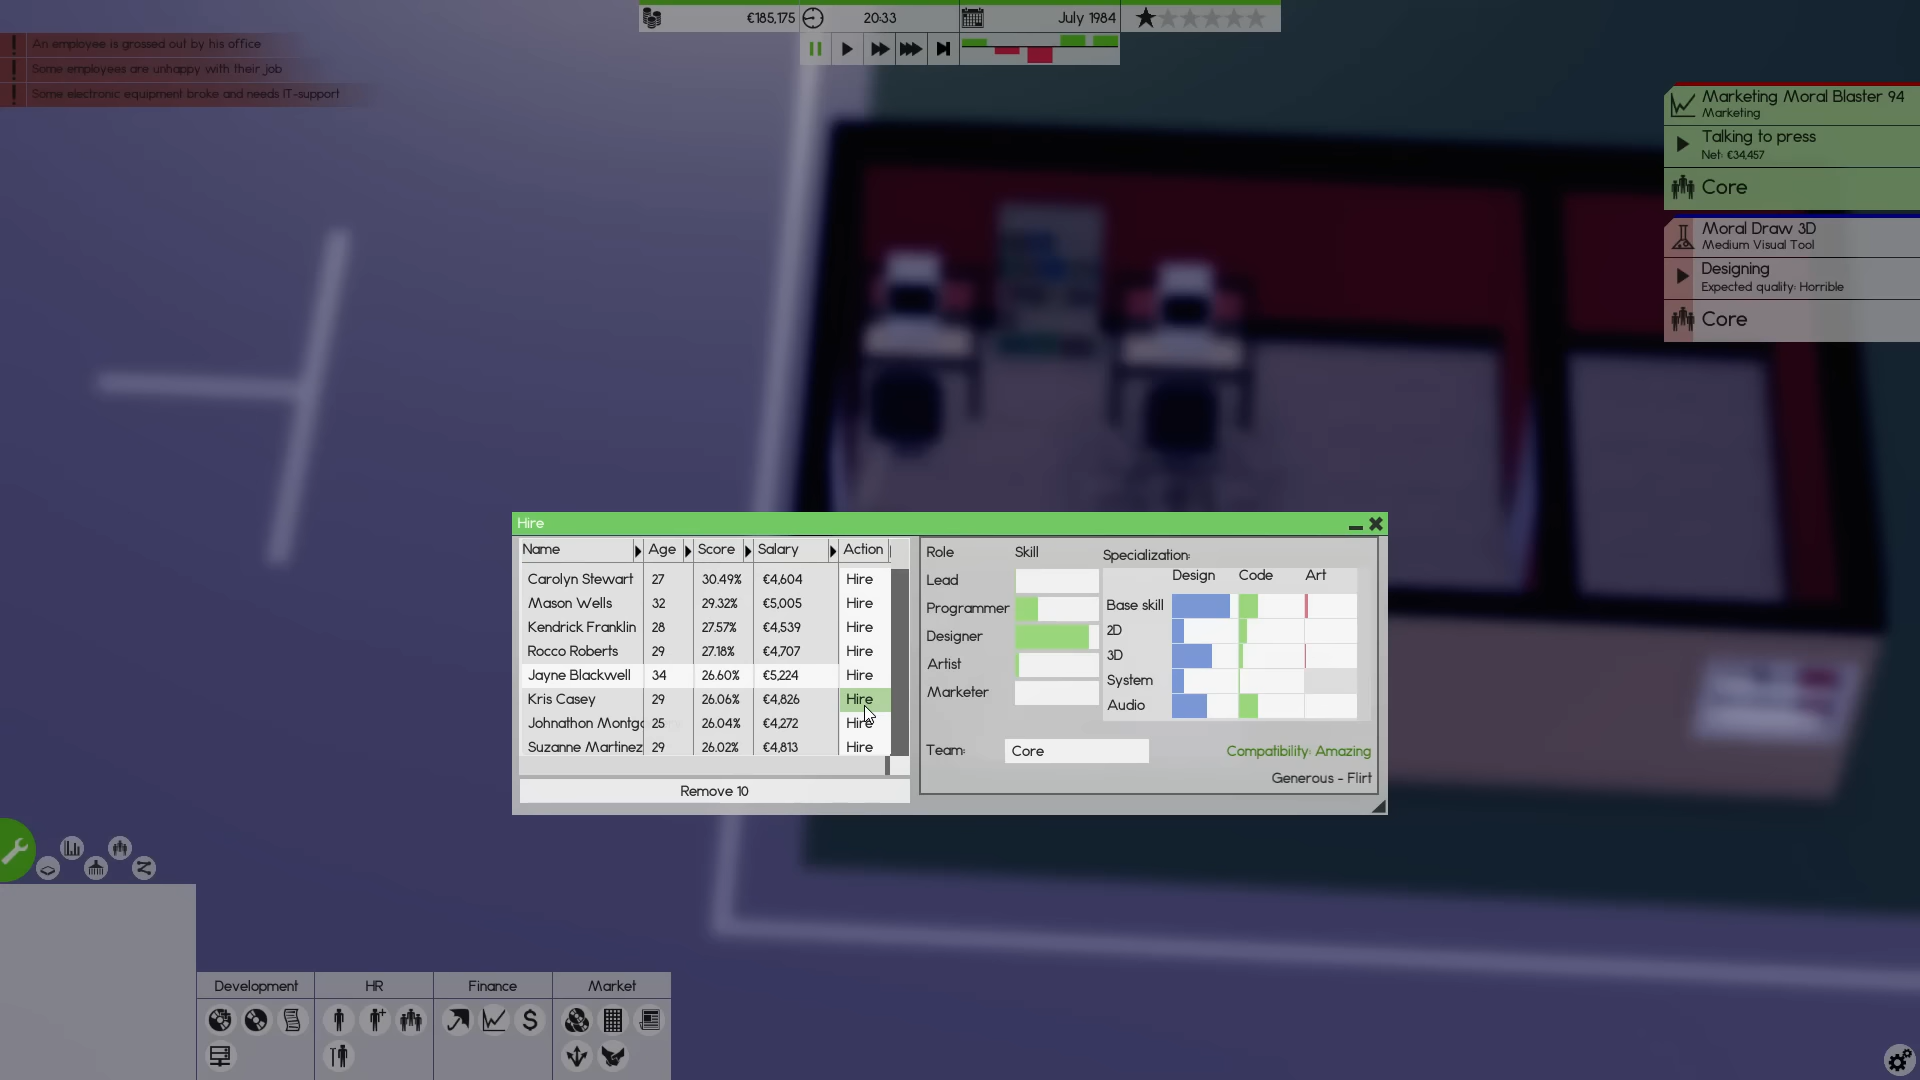 €185,175
20:33
July 1984
An employee is grossed out by his office
Some employees are unhappy with their job
Some electronic equipment broke and needs IT-support
Marketing Moral Blaster 94
Marketing
Talking to press
Net: €34,457
Core
Moral Draw 3D
Medium Visual Tool
Designing
Expected quality: Horrible
Core
Hire
Name Age Score Salary Action
Carolyn Stewart 27 30.49% €4,604 Hire
Mason Wells 32 29.32% €5,005 Hire
Kendrick Franklin 28 27.57% €4,539 Hire
Rocco Roberts 29 27.18% €4,707 Hire
Jayne Blackwell 34 26.60% €5,224 Hire
Kris Casey 29 26.06% €4,826 Hire
Johnathon Montgo 25 26.04% €4,272 Hire
Suzanne Martinez 29 26.02% €4,813 Hire
Remove 10
Role Skill
Lead
Programmer
Designer
Artist
Marketer
Specialization:
Design Code Art
Base skill
2D
3D
System
Audio
Team: Core
Compatibility: Amazing
Generous - Flirt
Development HR Finance Market